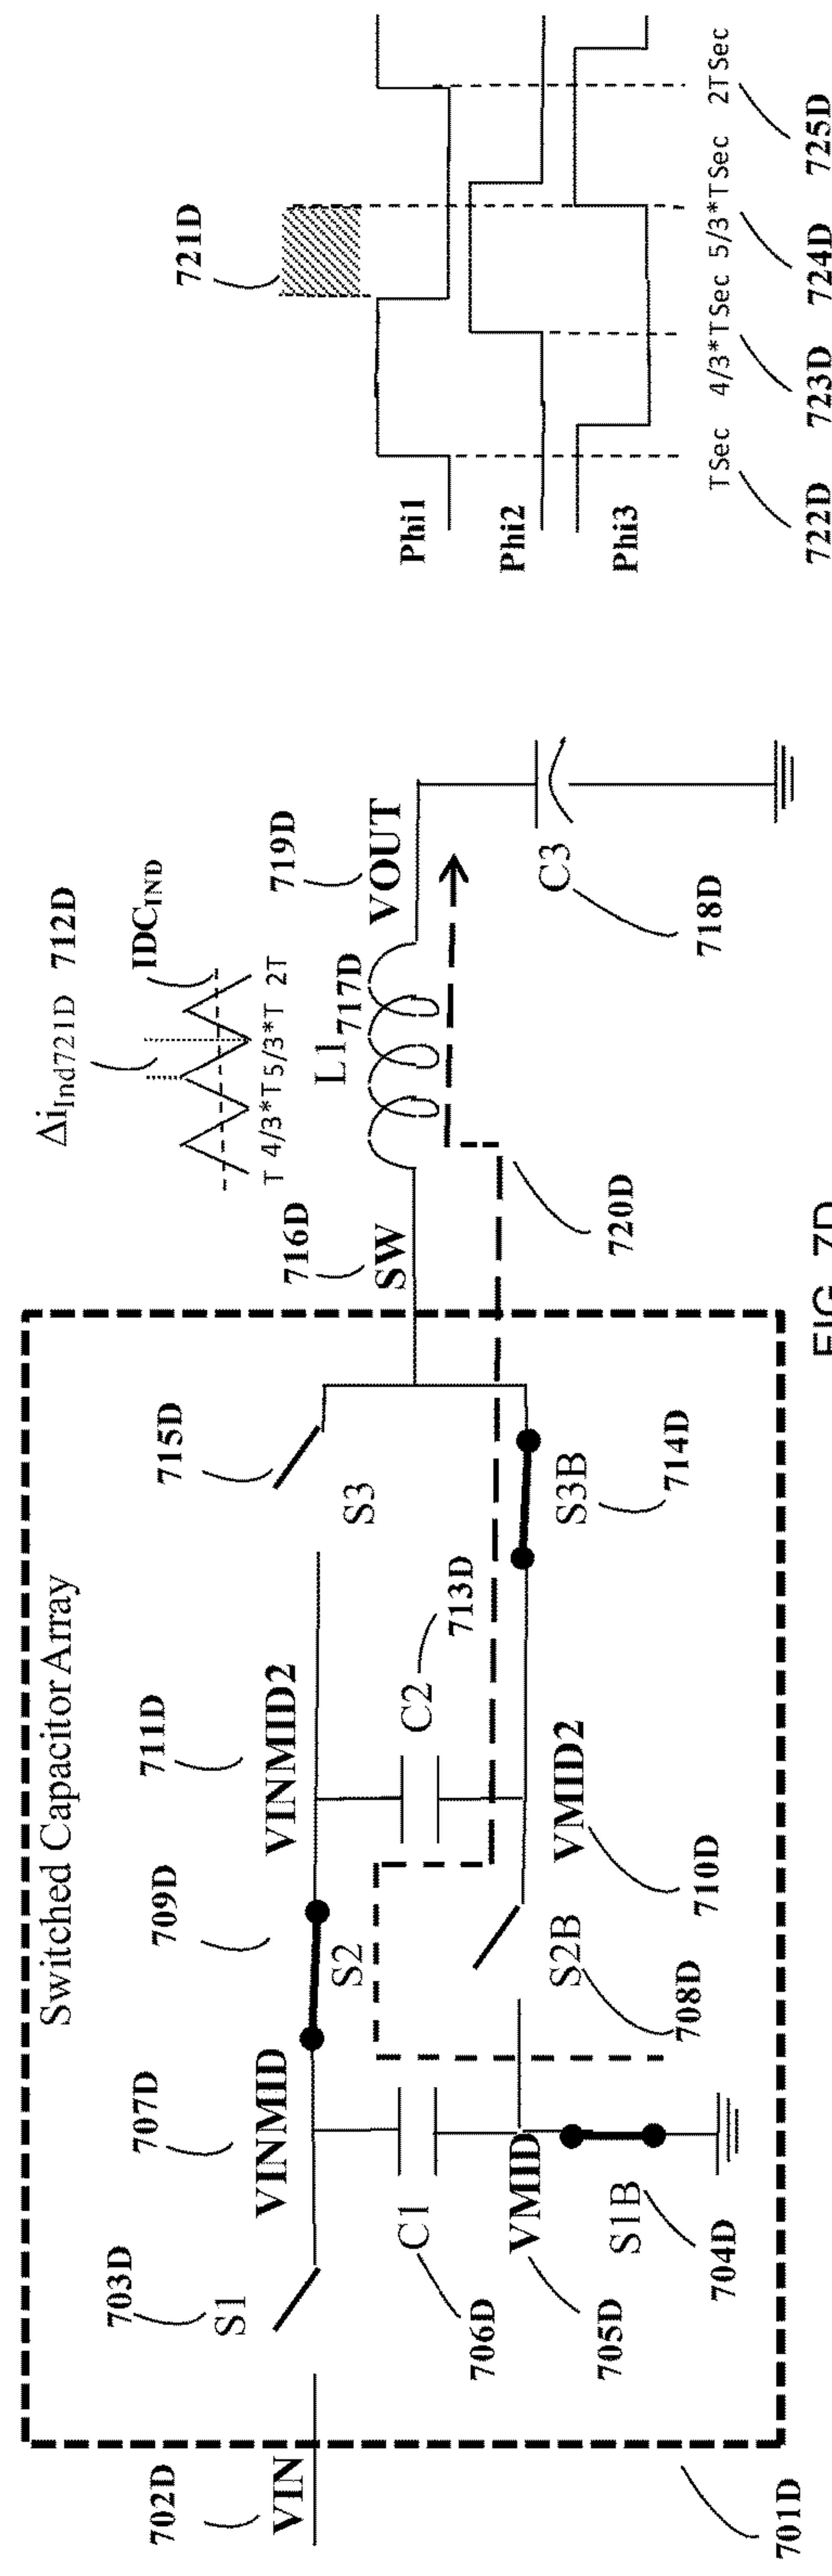 Switched Capacitor Array
702D
VIN
701D
703D
S1
707D
VINMID
706D
C1
705D
VMID
704D
S1B
709D
S2
708D
S2B
711D
VINMID2
713D
C2
710D
VMID2
715D
S3
714D
S3B
716D
SW
720D
L1
717D
719D
VOUT
718D
C3
ΔiInd721D 712D
IDCIND
T 4/3*T5/3*T 2T
721D
Phi1
Phi2
Phi3
TSec 4/3*TSec 5/3*TSec 2TSec
722D 723D 724D 725D
FIG. 7D